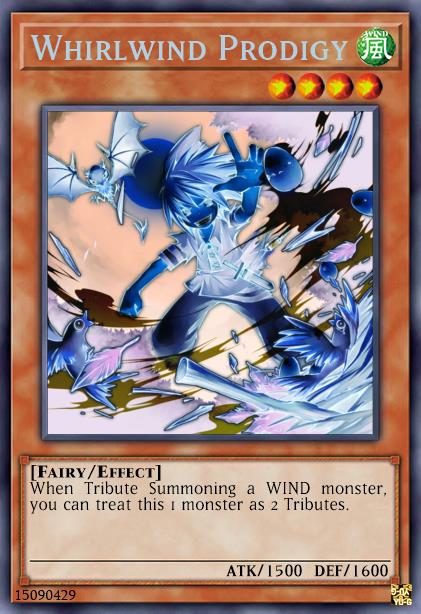 Whirlwind Prodigy
WIND
風
[Fairy/Effect]
When Tribute Summoning a WIND monster,
you can treat this 1 monster as 2 Tributes.
ATK/1500 DEF/1600
15090429